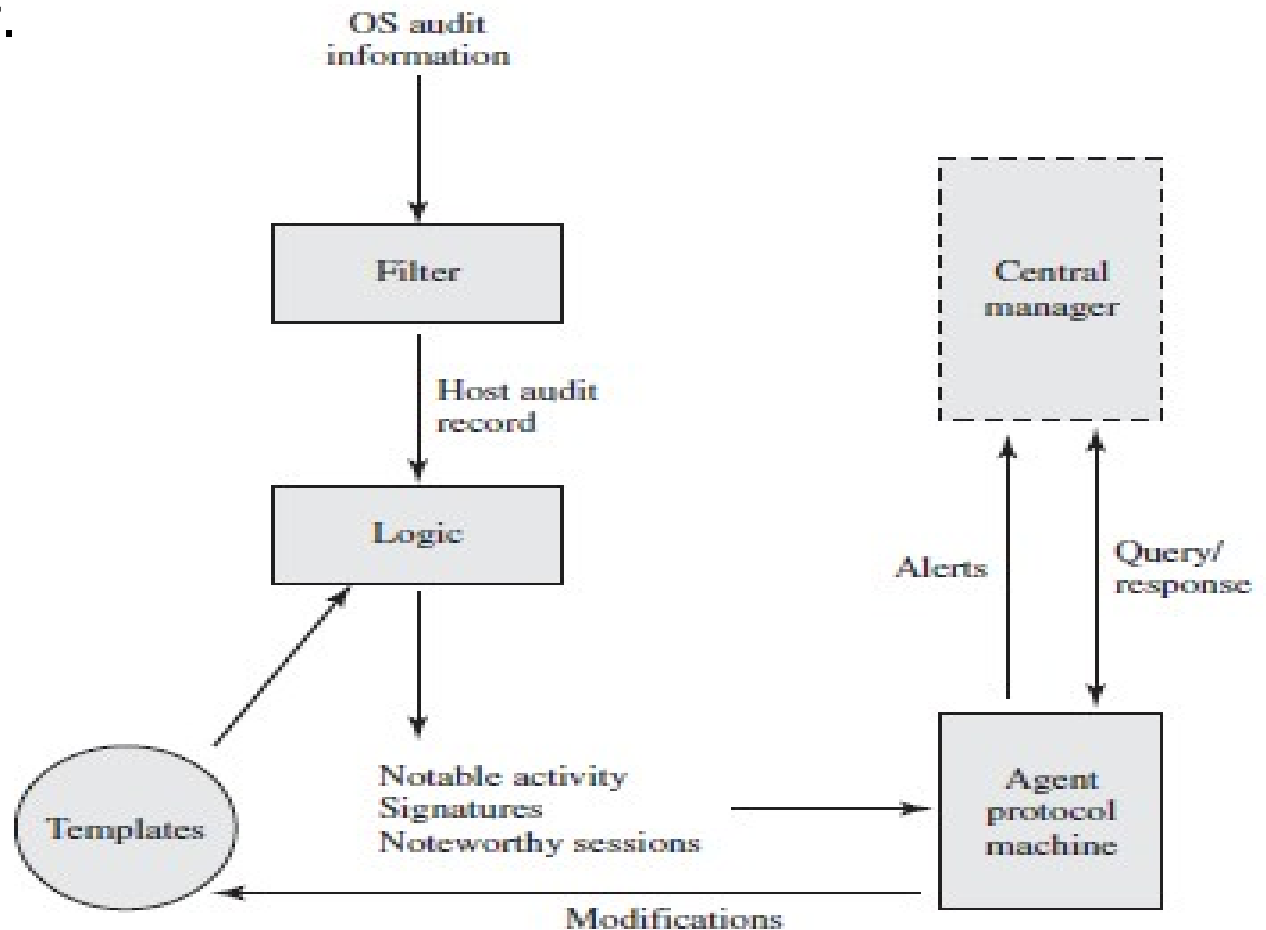 OS audit
information
Filter
Host audit
record
Logic
Templates
Notable activity
Signatures
Noteworthy sessions
Modifications
Central
manager
Alerts
Query/
response
Agent
protocol
machine